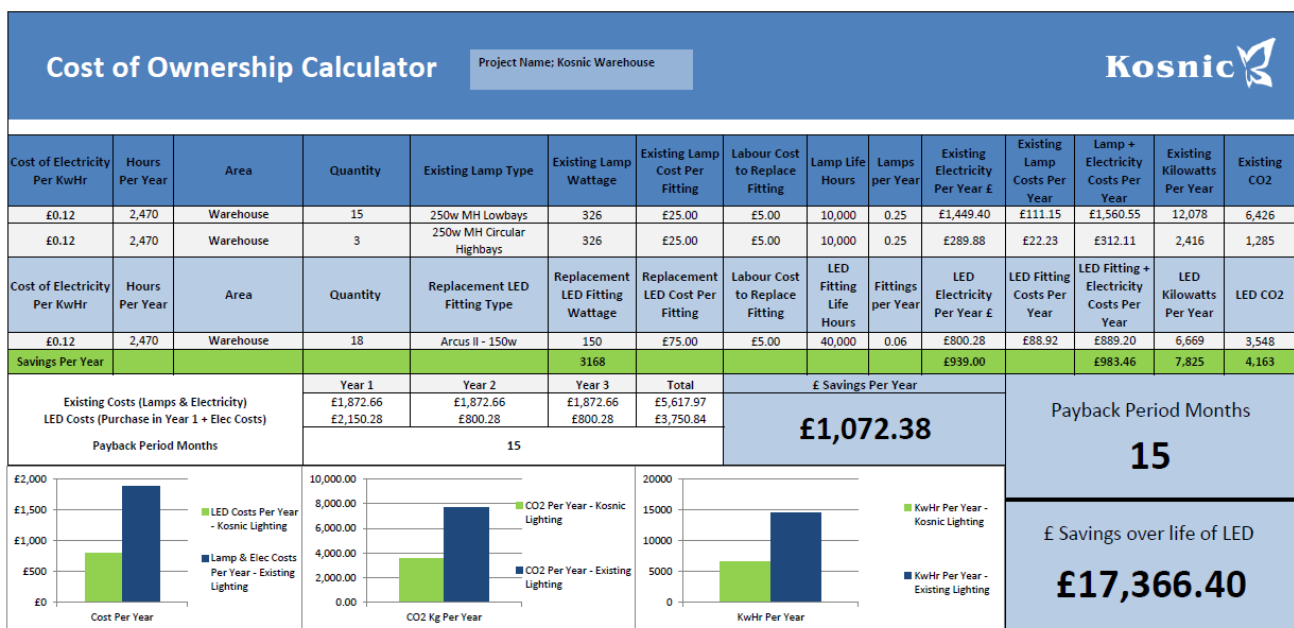 Cost of Ownership Calculator
Project Name; Kosnic Warehouse
Kosnic
Cost of Electricity Per KwHr Hours Per Year Area Quantity Existing Lamp Type Existing Lamp Wattage Existing Lamp Cost Per Fitting Labour Cost to Replace Fitting Lamp Life Hours Lamps per Year Existing Electricity Per Year £ Existing Lamp Costs Per Year Lamp + Electricity Costs Per Year Existing Kilowatts Per Year Existing CO2
£0.12 2,470 Warehouse 15 250w MH Lowbays 326 £25.00 £5.00 10,000 0.25 £1,449.40 £111.15 £1,560.55 12,078 6,426
£0.12 2,470 Warehouse 3 250w MH Circular Highbays 326 £25.00 £5.00 10,000 0.25 £289.88 £22.23 £312.11 2,416 1,285
Cost of Electricity Per KwHr Hours Per Year Area Quantity Replacement LED Fitting Type Replacement LED Fitting Wattage Replacement LED Cost Per Fitting Labour Cost to Replace Fitting LED Fitting Life Hours Fittings per Year LED Electricity Per Year £ LED Fitting Costs Per Year LED Fitting + Electricity Costs Per Year LED Kilowatts Per Year LED CO2
£0.12 2,470 Warehouse 18 Arcus II - 150w 150 £75.00 £5.00 40,000 0.06 £800.28 £88.92 £889.20 6,669 3,548
Savings Per Year 3168 £939.00 £983.46 7,825 4,163
Year 1 Year 2 Year 3 Total
Existing Costs (Lamps & Electricity) £1,872.66 £1,872.66 £1,872.66 £5,617.97
LED Costs (Purchase in Year 1 + Elec Costs) £2,150.28 £800.28 £800.28 £3,750.84
Payback Period Months 15
£ Savings Per Year
£1,072.38
Payback Period Months
15
£ Savings over life of LED
£17,366.40
£2,000
£1,500
£1,000
£500
£0
Cost Per Year
LED Costs Per Year - Kosnic Lighting
Lamp & Elec Costs Per Year - Existing Lighting
10,000.00
8,000.00
6,000.00
4,000.00
2,000.00
0.00
CO2 Kg Per Year
CO2 Per Year - Kosnic Lighting
CO2 Per Year - Existing Lighting
20000
15000
10000
5000
0
KwHr Per Year
KwHr Per Year - Kosnic Lighting
KwHr Per Year - Existing Lighting